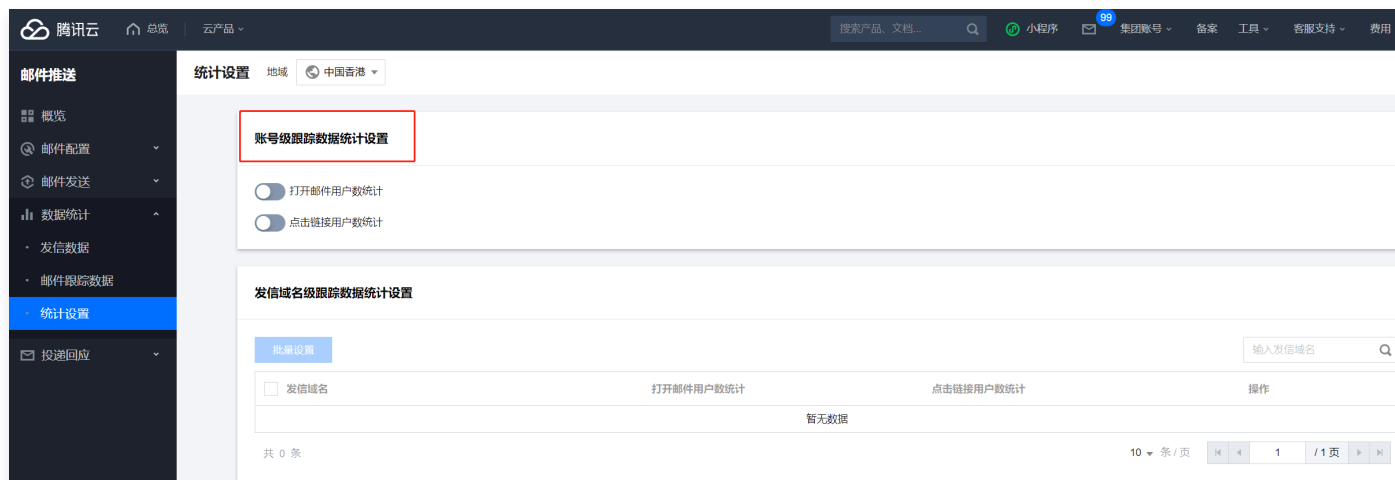 腾讯云 总览 云产品 搜索产品、文档... 小程序 99 集团账号 备案 工具 客服支持 费用
邮件推送
统计设置 地域 中国香港
概览
邮件配置
邮件发送
数据统计
发信数据
邮件跟踪数据
统计设置
投递回应
账号级跟踪数据统计设置
打开邮件用户数统计
点击链接用户数统计
发信域名级跟踪数据统计设置
批量设置 输入发信域名
发信域名 打开邮件用户数统计 点击链接用户数统计 操作
暂无数据
共 0 条 10 条 / 页 1 / 1 页